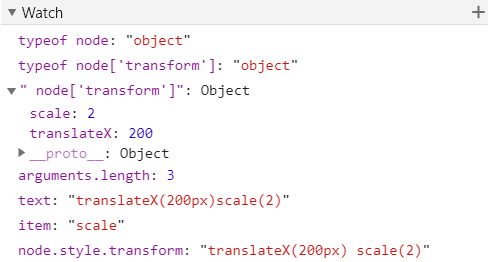 Watch
typeof node: "object"
typeof node['transform']: "object"
" node['transform']": Object
scale: 2
translateX: 200
__proto__: Object
arguments.length: 3
text: "translateX(200px)scale(2)"
item: "scale"
node.style.transform: "translateX(200px) scale(2)"